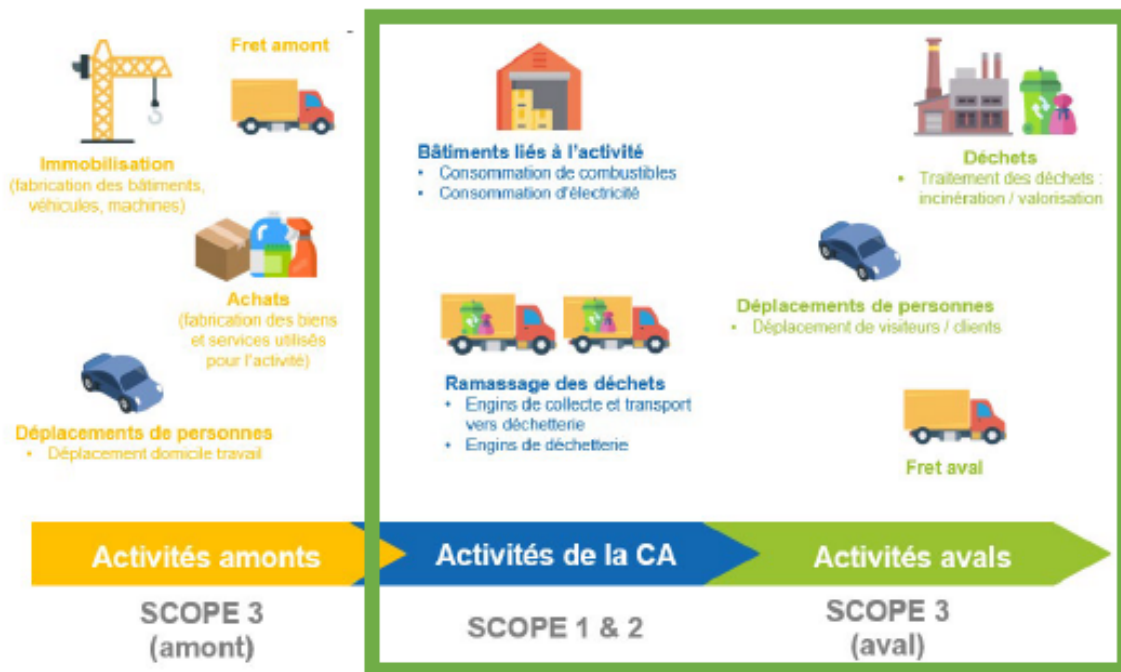 Fret amont
Immobilisation
(fabrication des bâtiments,
véhicules, machines)
Achats
(fabrication des biens
et services utilisés
pour l'activité)
Déplacements de personnes
• Déplacement domicile travail
Bâtiments liés à l'activité
• Consommation de combustibles
• Consommation d'électricité
Ramassage des déchets
• Engins de collecte et transport
vers déchetterie
• Engins de déchetterie
Déchets
• Traitement des déchets :
incinération / valorisation
Déplacements de personnes
• Déplacement de visiteurs / clients
Fret aval
Activités amonts
Activités de la CA
Activités avals
SCOPE 3
(amont)
SCOPE 1 & 2
SCOPE 3
(aval)